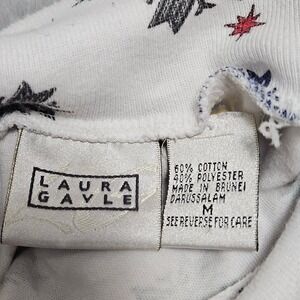 LAURA
GAYLE
60% COTTON
40% POLYESTER
MADE IN BRUNEI
DARUSSALAM
M
SEE REVERSE FOR CARE